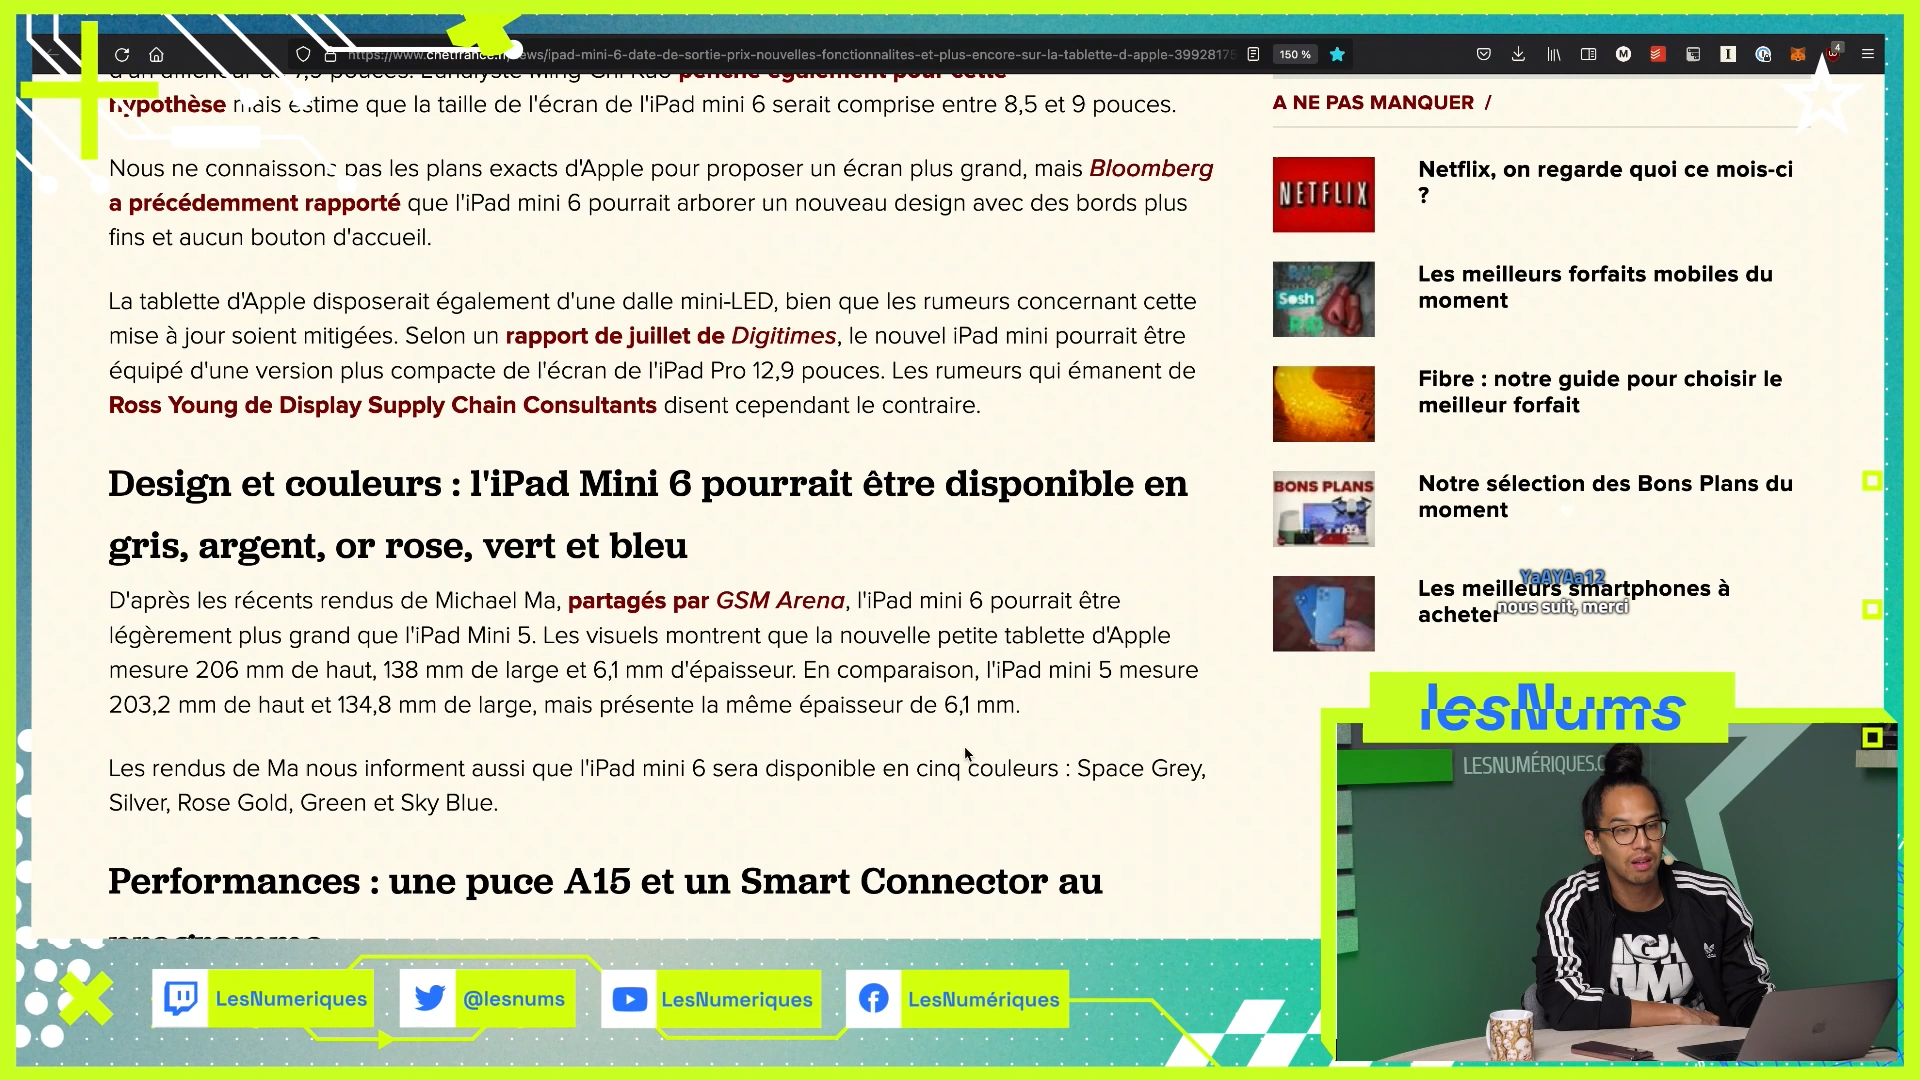 150 %
4
hypothèse mais estime que la taille de l'écran de l'iPad mini 6 serait comprise entre 8,5 et 9 pouces.
Nous ne connaissons pas les plans exacts d'Apple pour proposer un écran plus grand, mais Bloomberg
a précédemment rapporté que l'iPad mini 6 pourrait arborer un nouveau design avec des bords plus
fins et aucun bouton d'accueil.
La tablette d'Apple disposerait également d'une dalle mini-LED, bien que les rumeurs concernant cette
mise à jour soient mitigées. Selon un rapport de juillet de Digitimes, le nouvel iPad mini pourrait être
équipé d'une version plus compacte de l'écran de l'iPad Pro 12,9 pouces. Les rumeurs qui émanent de
Ross Young de Display Supply Chain Consultants disent cependant le contraire.
Design et couleurs : l'iPad Mini 6 pourrait être disponible en
gris, argent, or rose, vert et bleu
D'après les récents rendus de Michael Ma, partagés par GSM Arena, l'iPad mini 6 pourrait être
légèrement plus grand que l'iPad Mini 5. Les visuels montrent que la nouvelle petite tablette d'Apple
mesure 206 mm de haut, 138 mm de large et 6,1 mm d'épaisseur. En comparaison, l'iPad mini 5 mesure
203,2 mm de haut et 134,8 mm de large, mais présente la même épaisseur de 6,1 mm.
Les rendus de Ma nous informent aussi que l'iPad mini 6 sera disponible en cinq couleurs : Space Grey,
Silver, Rose Gold, Green et Sky Blue.
Performances : une puce A15 et un Smart Connector au
A NE PAS MANQUER /
NETFLIX
Netflix, on regarde quoi ce mois-ci
?
Sosh
Les meilleurs forfaits mobiles du
moment
Fibre : notre guide pour choisir le
meilleur forfait
BONS PLANS
Notre sélection des Bons Plans du
moment
YaAYAa12
Les meilleurs smartphones à
nous suit, merci
acheter
lesNums
LESNUMÉRIQUES.C
LesNumeriques
@lesnums
LesNumeriques
LesNumériques